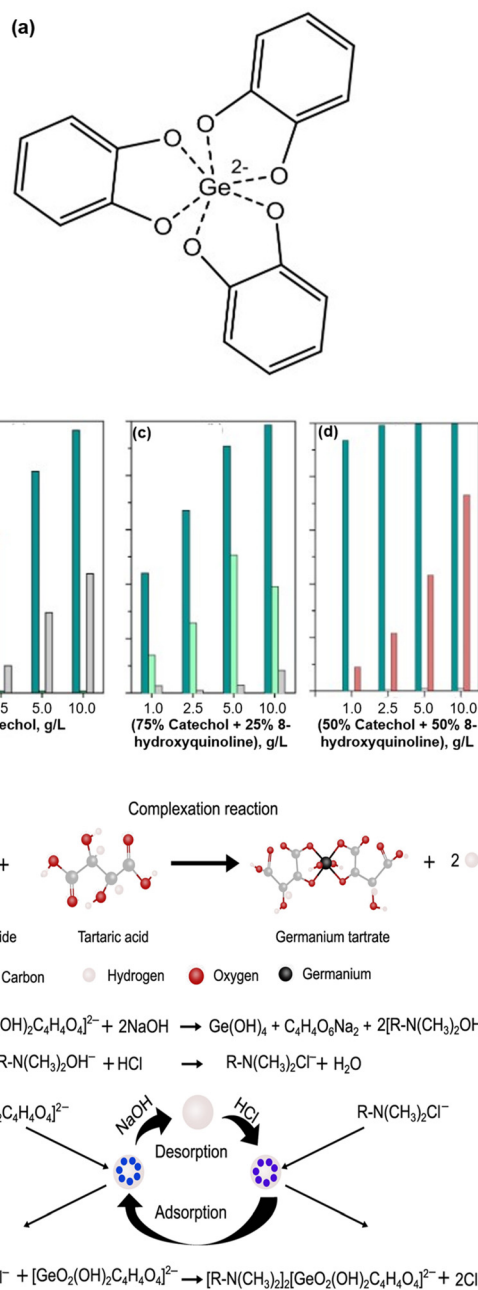 (a)
O
O
2-
Ge
O
O
O
O
(c)
(d)
5 5.0 10.0
1.0 2.5 5.0 10.0
1.0 2.5 5.0 10.0
echol, g/L
(75% Catechol + 25% 8-
hydroxyquinoline), g/L
(50% Catechol + 50% 8-
hydroxyquinoline), g/L
Complexation reaction
+
+ 2
ide
Tartaric acid
Germanium tartrate
Carbon
Hydrogen
Oxygen
Germanium
OH)₂C₄H₄O₄]²⁻ + 2NaOH → Ge(OH)₄ + C₄H₄O₆Na₂ + 2[R-N(CH₃)₂OH
R-N(CH₃)₂OH⁻ + HCl → R-N(CH₃)₂Cl⁻ + H₂O
₂C₄H₄O₄]²⁻
NaOH
HCl
R-N(CH₃)₂Cl⁻
Desorption
Adsorption
l⁻ + [GeO₂(OH)₂C₄H₄O₄]²⁻ → [R-N(CH₃)₂]₂[GeO₂(OH)₂C₄H₄O₄]²⁻ + 2Cl